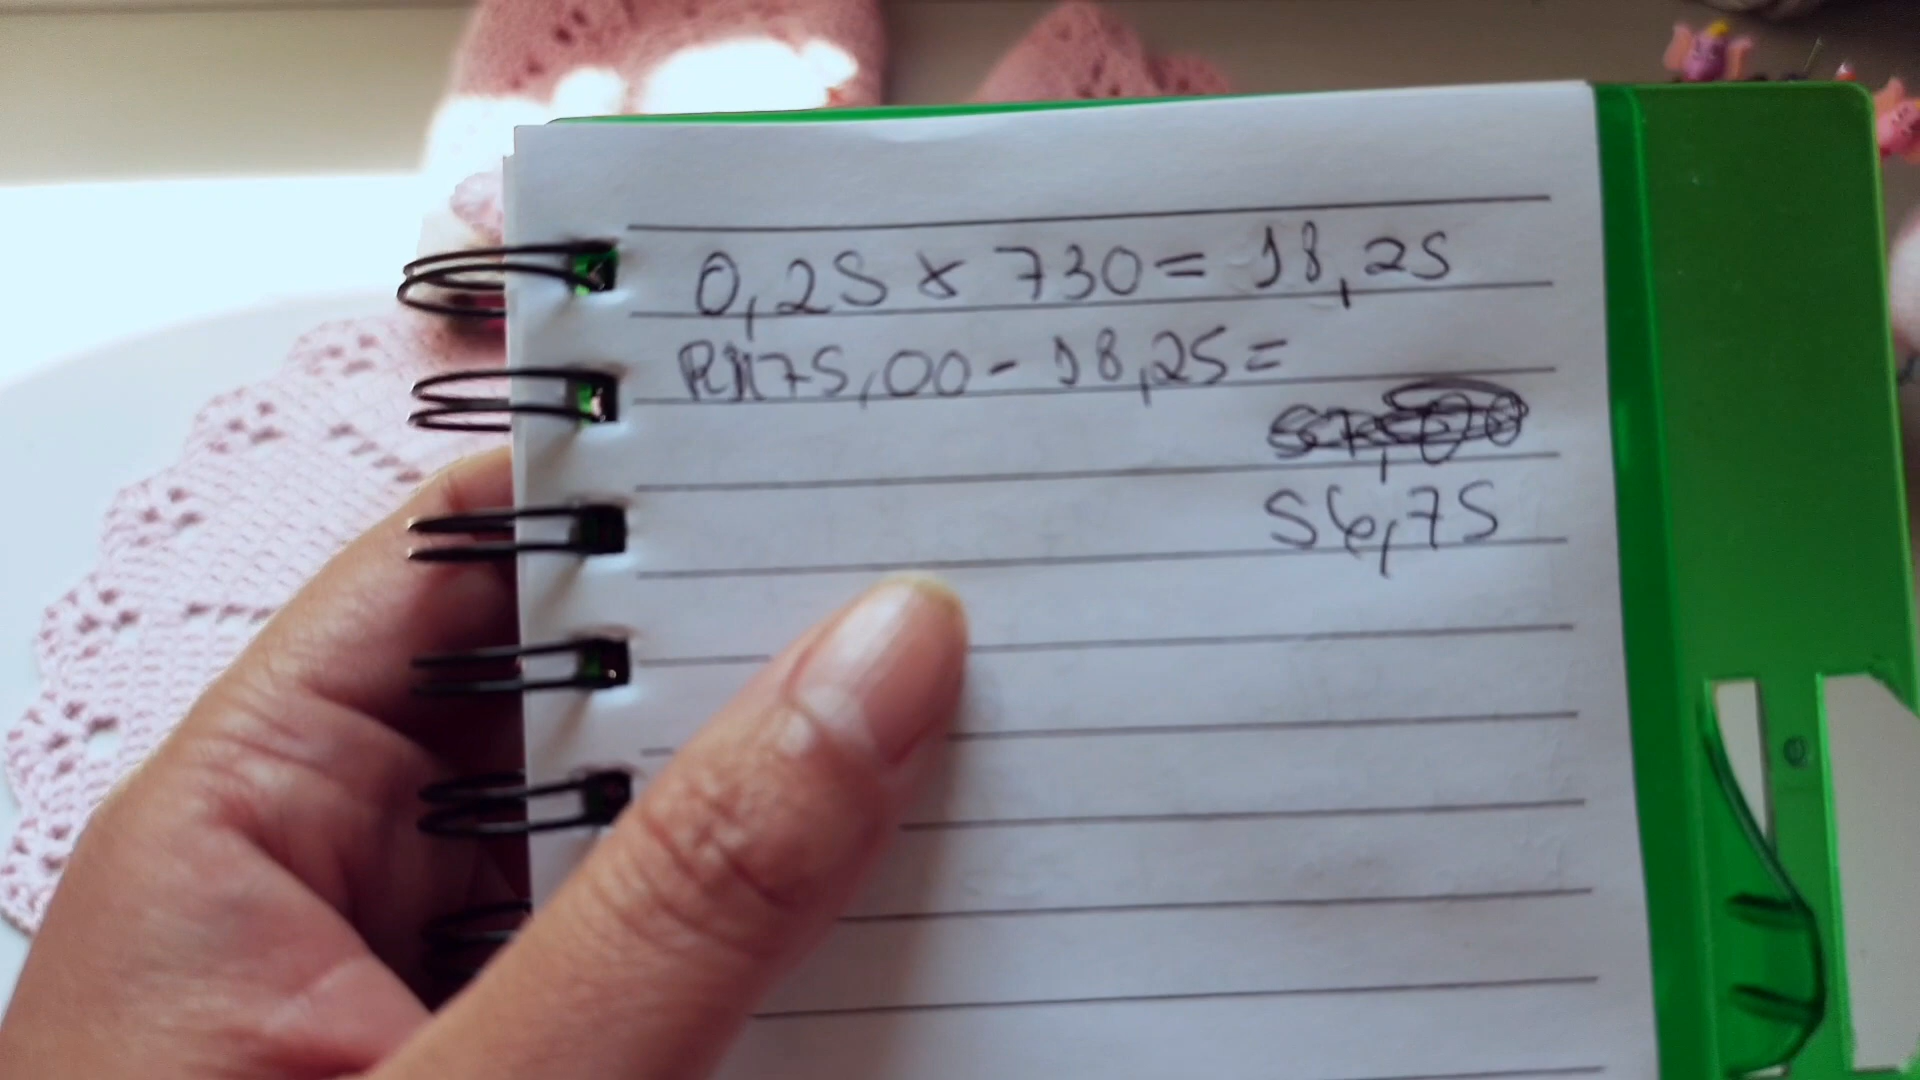 0,25 x 730 = 18,25
R$75,00 - 18,25 =
56,75